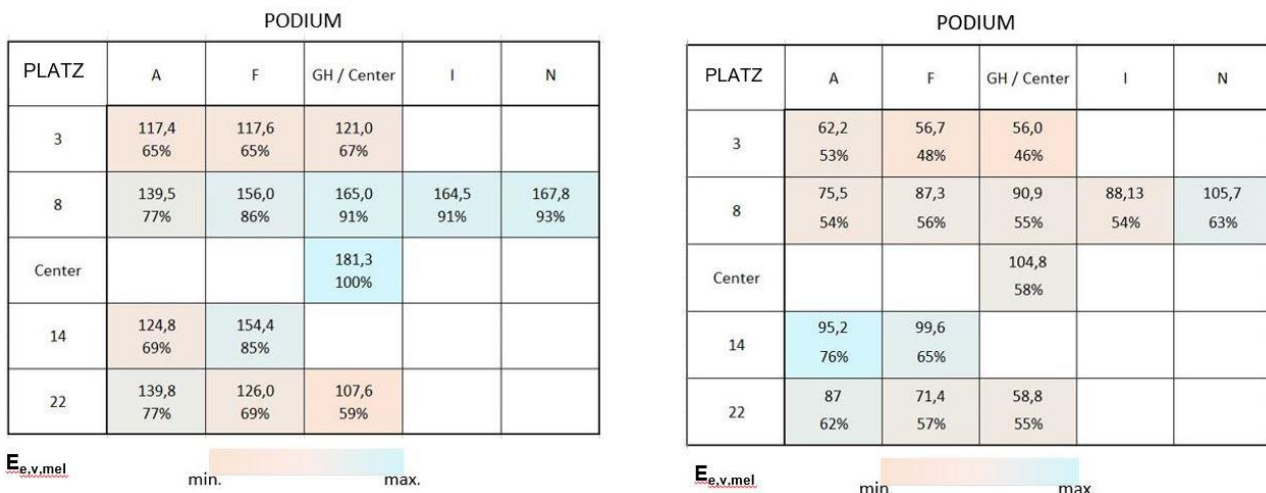 PODIUM
PLATZ A F GH / Center I N
3 117,4 117,6 121,0
65% 65% 67%
8 139,5 156,0 165,0 164,5 167,8
77% 86% 91% 91% 93%
Center 181,3
100%
14 124,8 154,4
69% 85%
22 139,8 126,0 107,6
77% 69% 59%
Ee,v,mel
min. max.
PODIUM
PLATZ A F GH / Center I N
3 62,2 56,7 56,0
53% 48% 46%
8 75,5 87,3 90,9 88,13 105,7
54% 56% 55% 54% 63%
Center 104,8
58%
14 95,2 99,6
76% 65%
22 87 71,4 58,8
62% 57% 55%
Ee,v,mel
min. max.